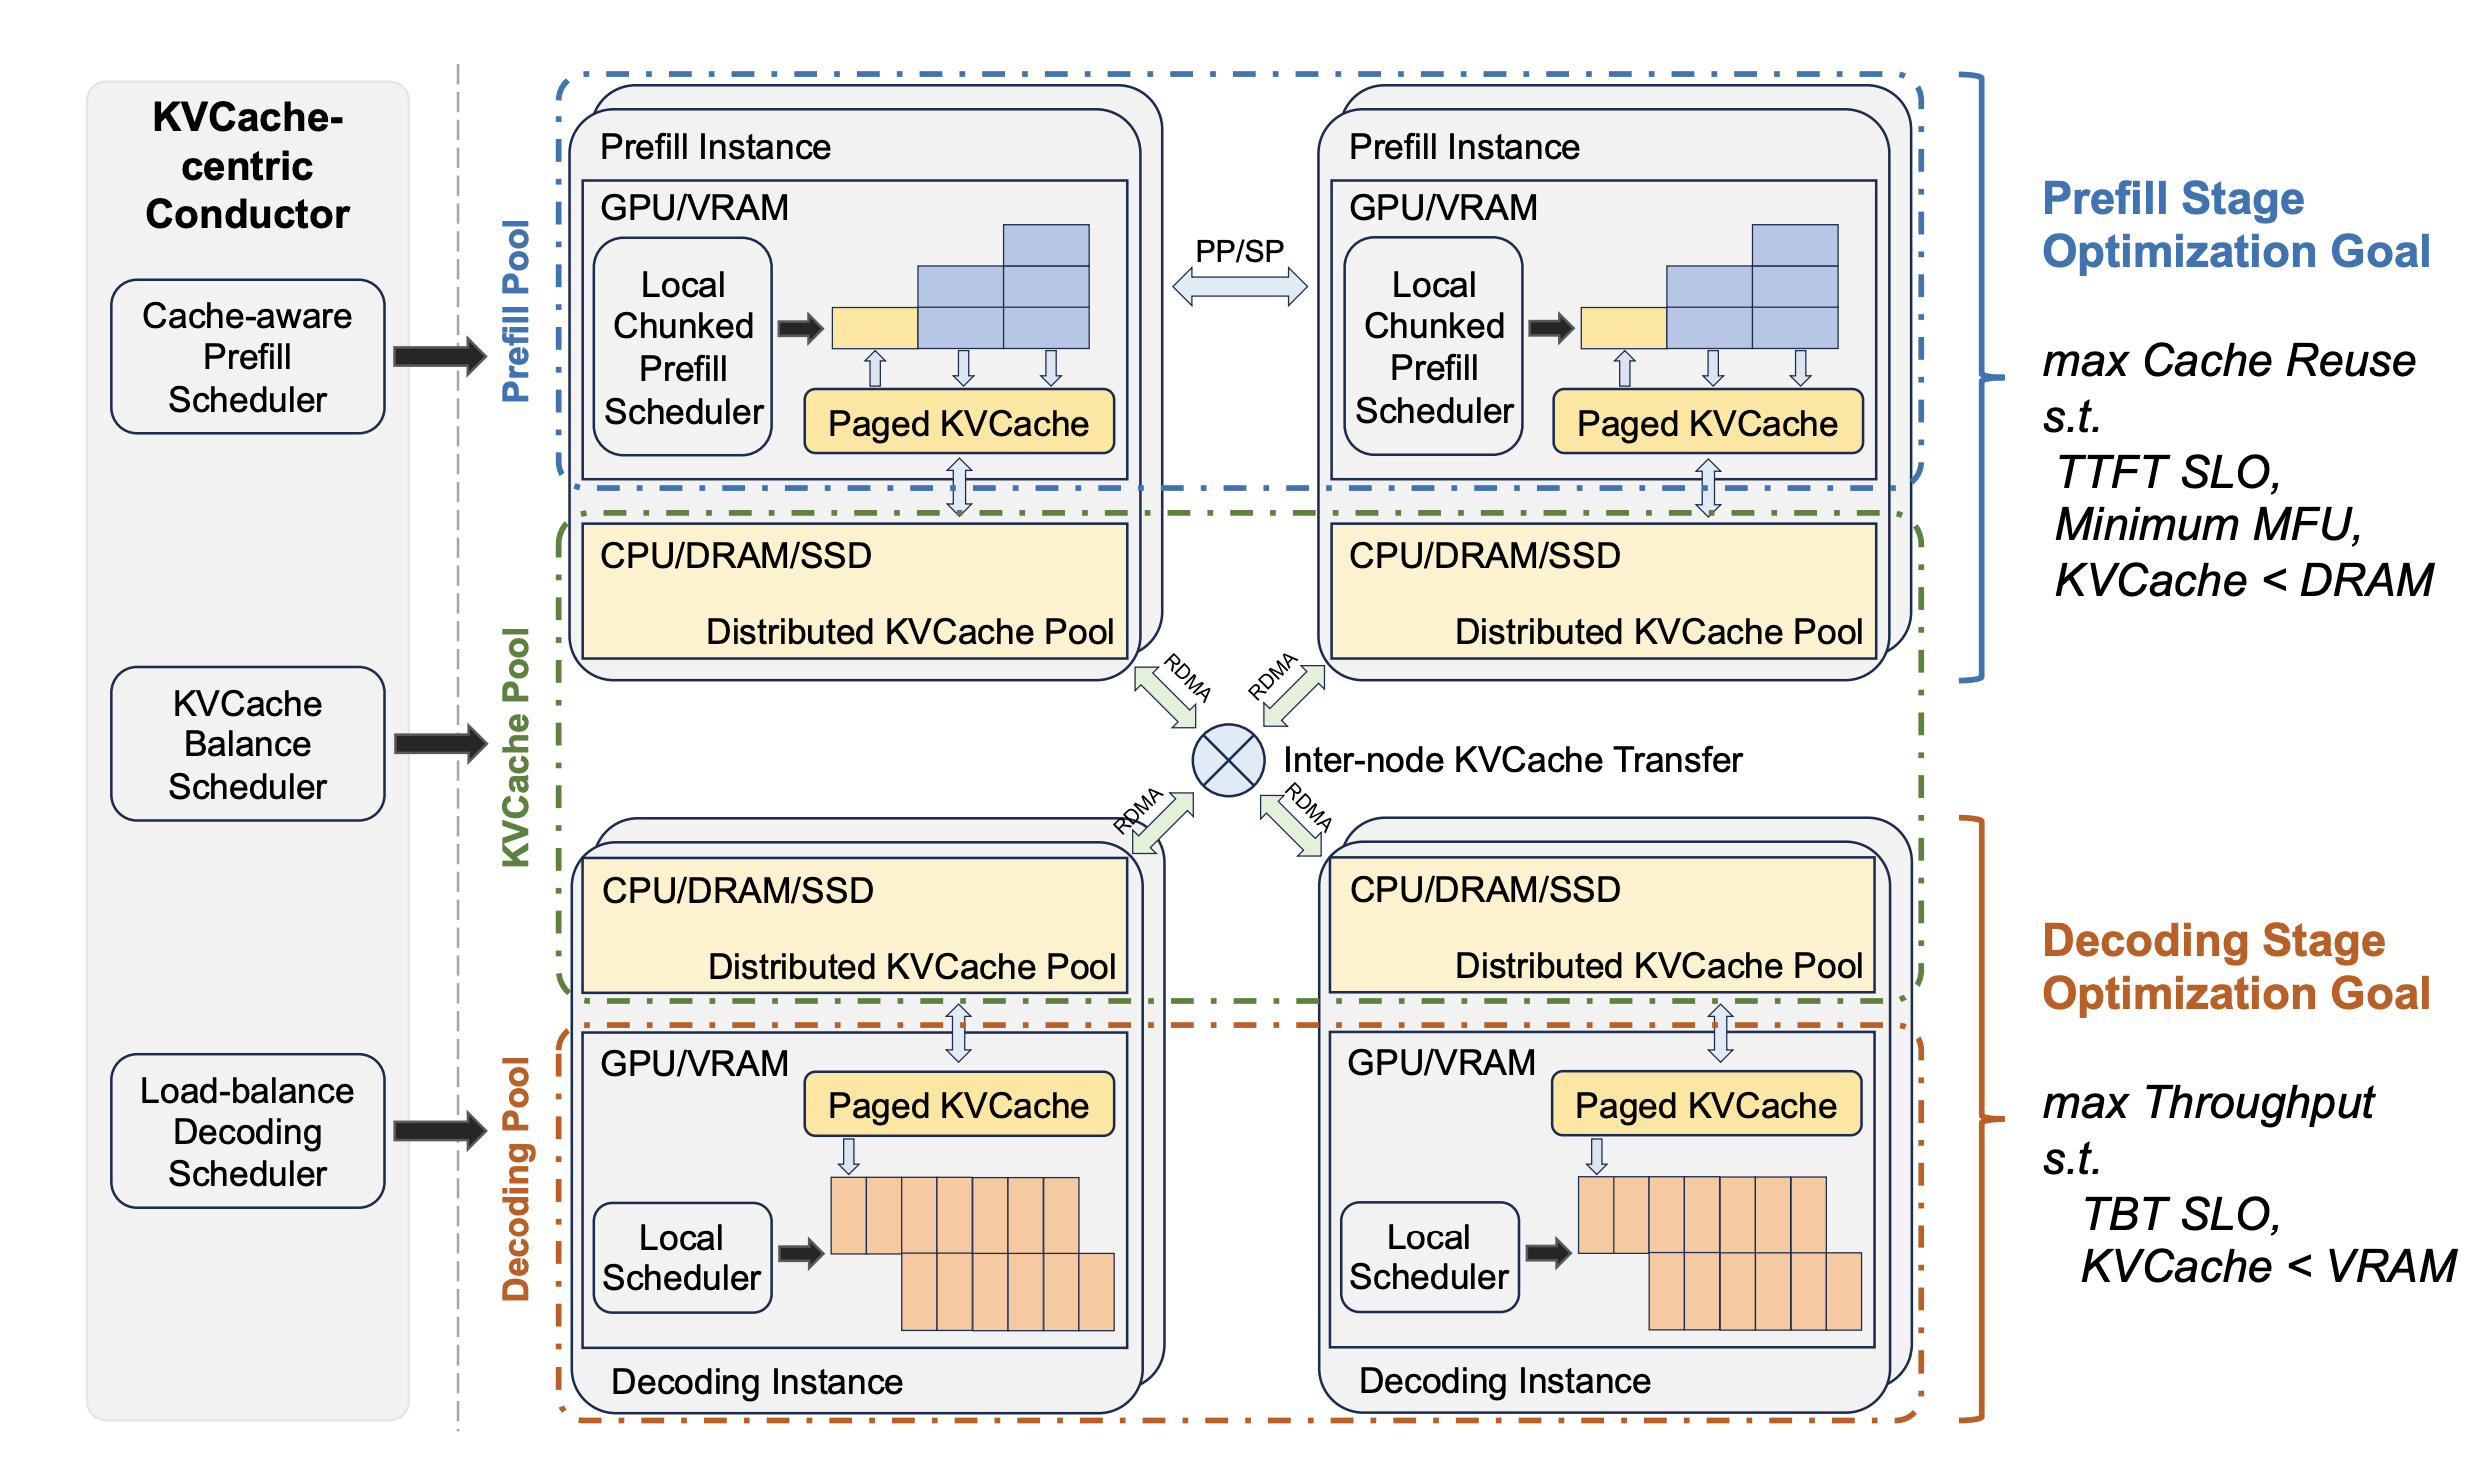 KVCache-
centric
Conductor
Cache-aware
Prefill
Scheduler
KVCache
Balance
Scheduler
Load-balance
Decoding
Scheduler
Prefill Pool
KVCache Pool
Decoding Pool
Prefill Instance
GPU/VRAM
Local
Chunked
Prefill
Scheduler
Paged KVCache
CPU/DRAM/SSD
Distributed KVCache Pool
PP/SP
Prefill Instance
GPU/VRAM
Local
Chunked
Prefill
Scheduler
Paged KVCache
CPU/DRAM/SSD
Distributed KVCache Pool
RDMA
RDMA
Inter-node KVCache Transfer
RDMA
RDMA
CPU/DRAM/SSD
Distributed KVCache Pool
GPU/VRAM
Paged KVCache
Local
Scheduler
Decoding Instance
CPU/DRAM/SSD
Distributed KVCache Pool
GPU/VRAM
Paged KVCache
Local
Scheduler
Decoding Instance
Prefill Stage
Optimization Goal
max Cache Reuse
s.t.
TTFT SLO,
Minimum MFU,
KVCache < DRAM
Decoding Stage
Optimization Goal
max Throughput
s.t.
TBT SLO,
KVCache < VRAM